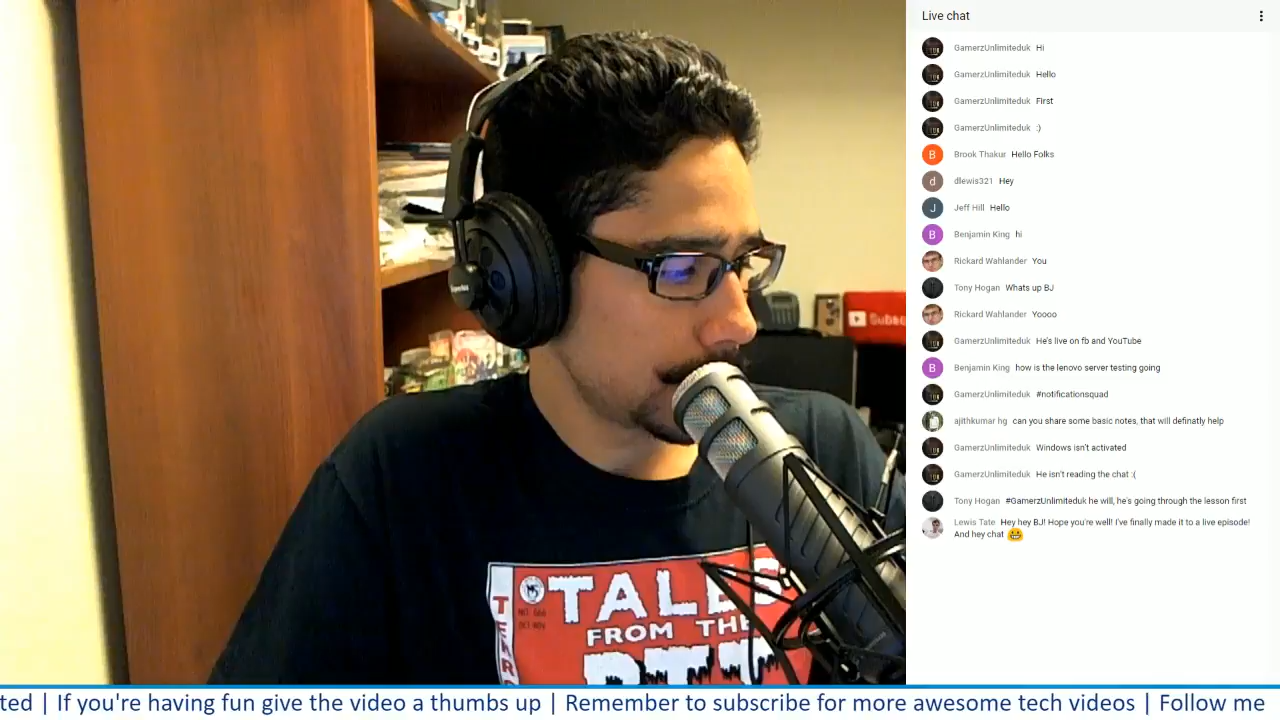 Live chat
GamerzUnlimiteduk Hi
GamerzUnlimiteduk Hello
GamerzUnlimiteduk First
GamerzUnlimiteduk :)
B Brook Thakur Hello Folks
d dlewis321 Hey
J Jeff Hill Hello
B Benjamin King hi
Rickard Wahlander You
Tony Hogan Whats up BJ
Rickard Wahlander Yoooo
GamerzUnlimiteduk He's live on fb and YouTube
B Benjamin King how is the lenovo server testing going
GamerzUnlimiteduk #notificationsquad
ajithkumar hg can you share some basic notes, that will definatly help
GamerzUnlimiteduk Windows isn't activated
GamerzUnlimiteduk He isn't reading the chat :(
Tony Hogan #GamerzUnlimiteduk he will, he's going through the lesson first
Lewis Tate Hey hey BJ! Hope you're well! I've finally made it to a live episode!
And hey chat 😀
Subsc
TALES
FROM THE
PIT
ted | If you're having fun give the video a thumbs up | Remember to subscribe for more awesome tech videos | Follow me